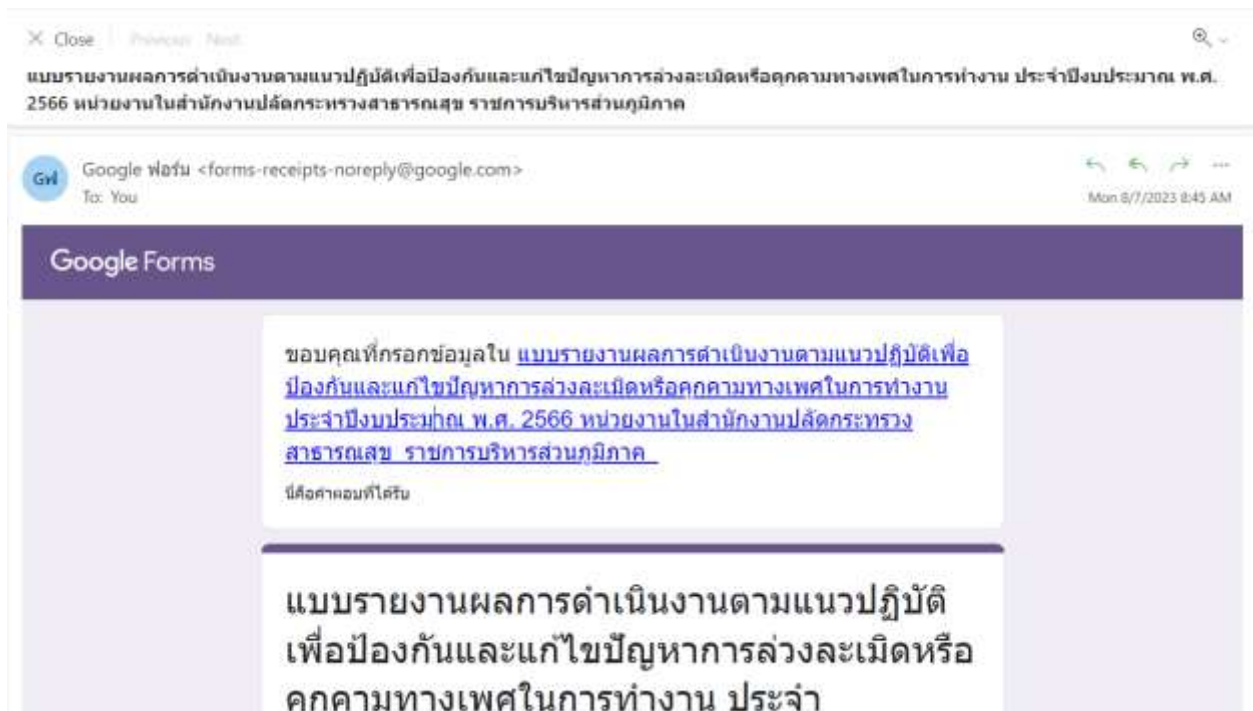 Close Previous Next
แบบรายงานผลการดำเนินงานตามแนวปฏิบัติเพื่อป้องกันและแก้ไขปัญหาการล่วงละเมิดหรือคุกคามทางเพศในการทำงาน ประจำปีงบประมาณ พ.ศ.
2566 หน่วยงานในสำนักงานปลัดกระทรวงสาธารณสุข ราชการบริหารส่วนภูมิภาค
Gฟ
Google ฟอร์ม <forms-receipts-noreply@google.com>
To: You
Mon 8/7/2023 8:45 AM
Google Forms
ขอบคุณที่กรอกข้อมูลใน แบบรายงานผลการดำเนินงานตามแนวปฏิบัติเพื่อ
ป้องกันและแก้ไขปัญหาการล่วงละเมิดหรือคุกคามทางเพศในการทำงาน
ประจำปีงบประมาณ พ.ศ. 2566 หน่วยงานในสำนักงานปลัดกระทรวง
สาธารณสุข ราชการบริหารส่วนภูมิภาค
นี่คือคำตอบที่ได้รับ
แบบรายงานผลการดำเนินงานตามแนวปฏิบัติ
เพื่อป้องกันและแก้ไขปัญหาการล่วงละเมิดหรือ
คุกคามทางเพศในการทำงาน ประจำ